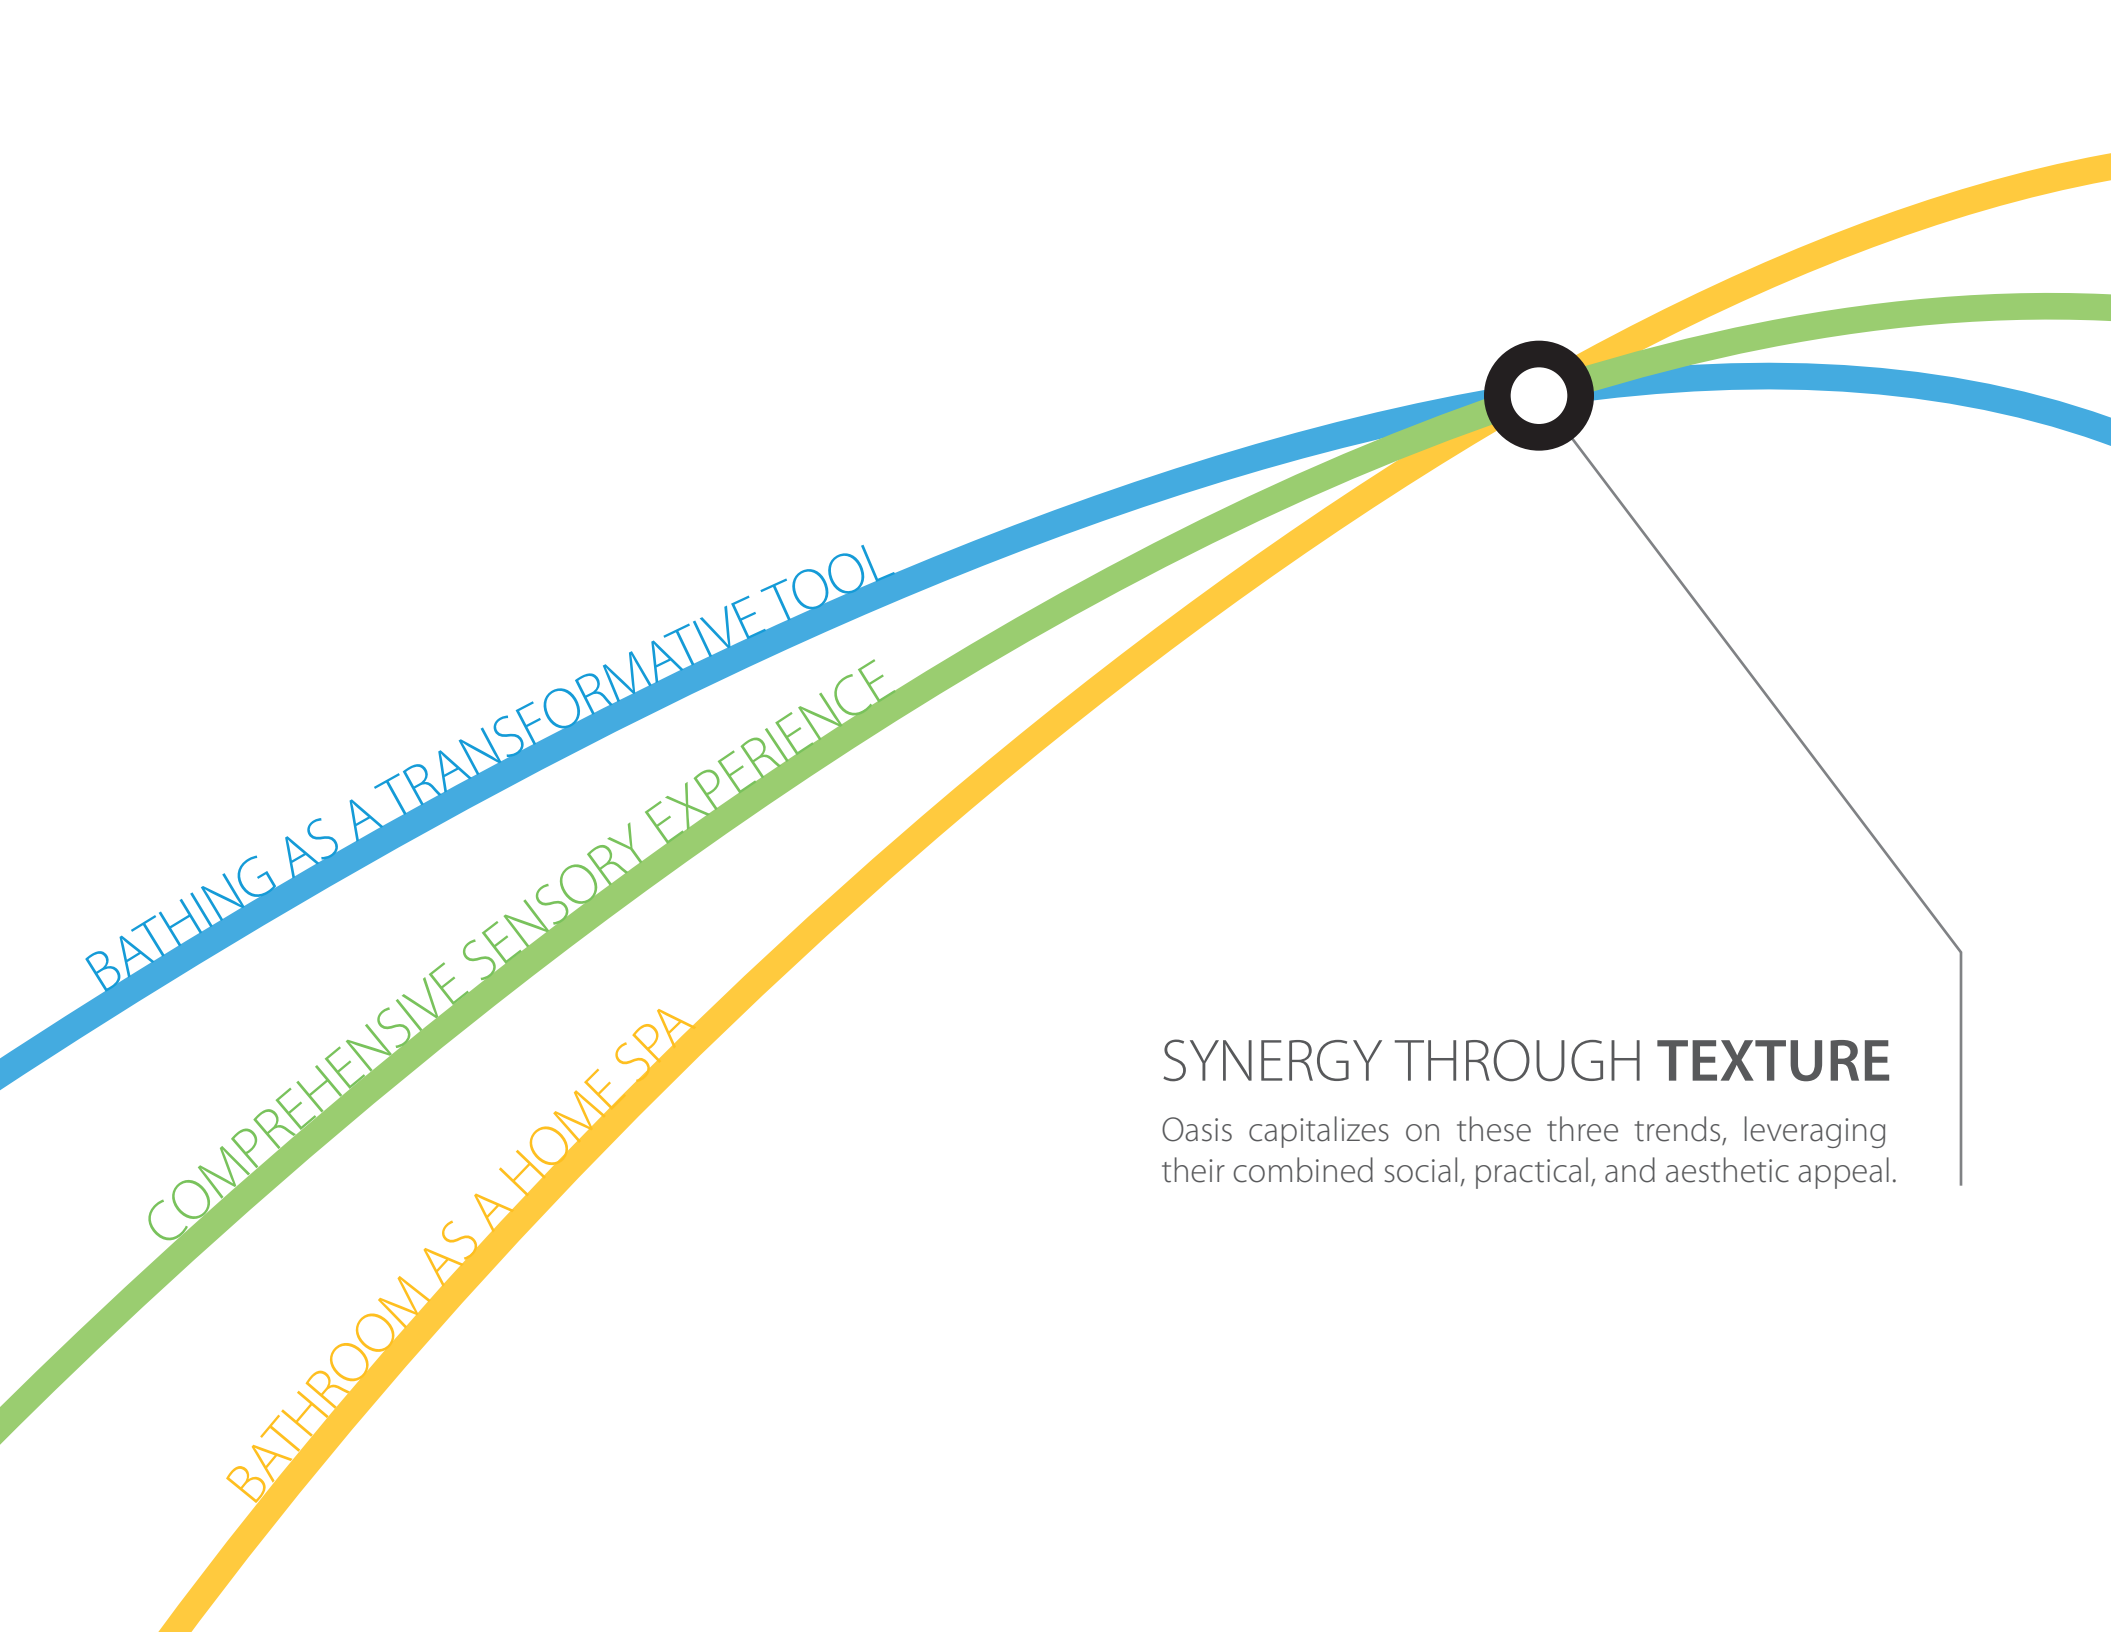 BATHING AS A TRANSFORMATIVE TOOL
COMPREHENSIVE SENSORY EXPERIENCE
BATHROOM AS A HOME SPA
SYNERGY THROUGH TEXTURE
Oasis capitalizes on these three trends, leveraging
their combined social, practical, and aesthetic appeal.